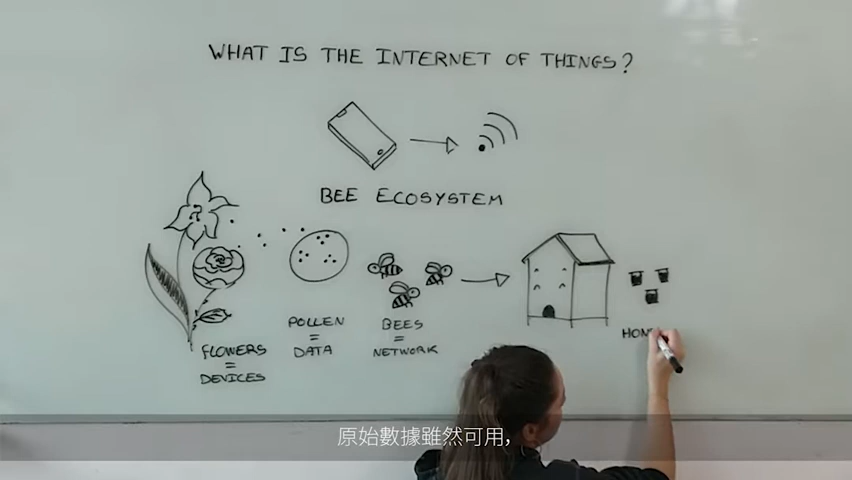 WHAT IS THE INTERNET OF THINGS?
BEE ECOSYSTEM
FLOWERS
=
DEVICES
POLLEN
=
DATA
BEES
=
NETWORK
HON
原始數據雖然可用,